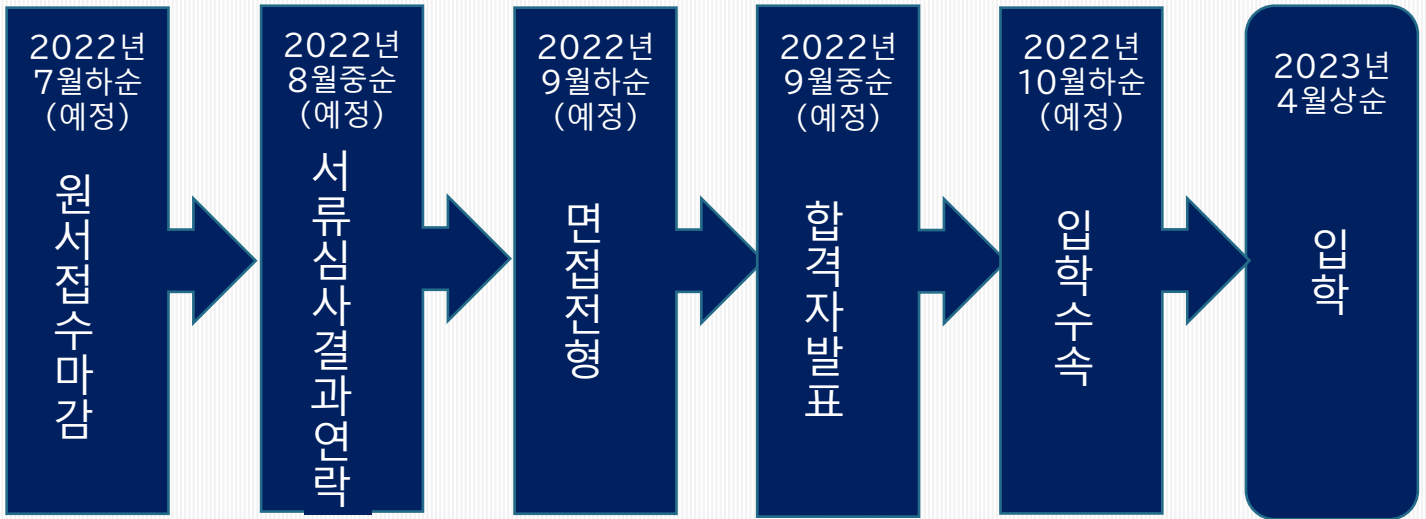 2022년
7월하순
(예정)
원서접수마감
2022년
8월중순
(예정)
서류심사결과연락
2022년
9월하순
(예정)
면접전형
2022년
9월중순
(예정)
합격자발표
2022년
10월하순
(예정)
입학수속
2023년
4월상순
입학